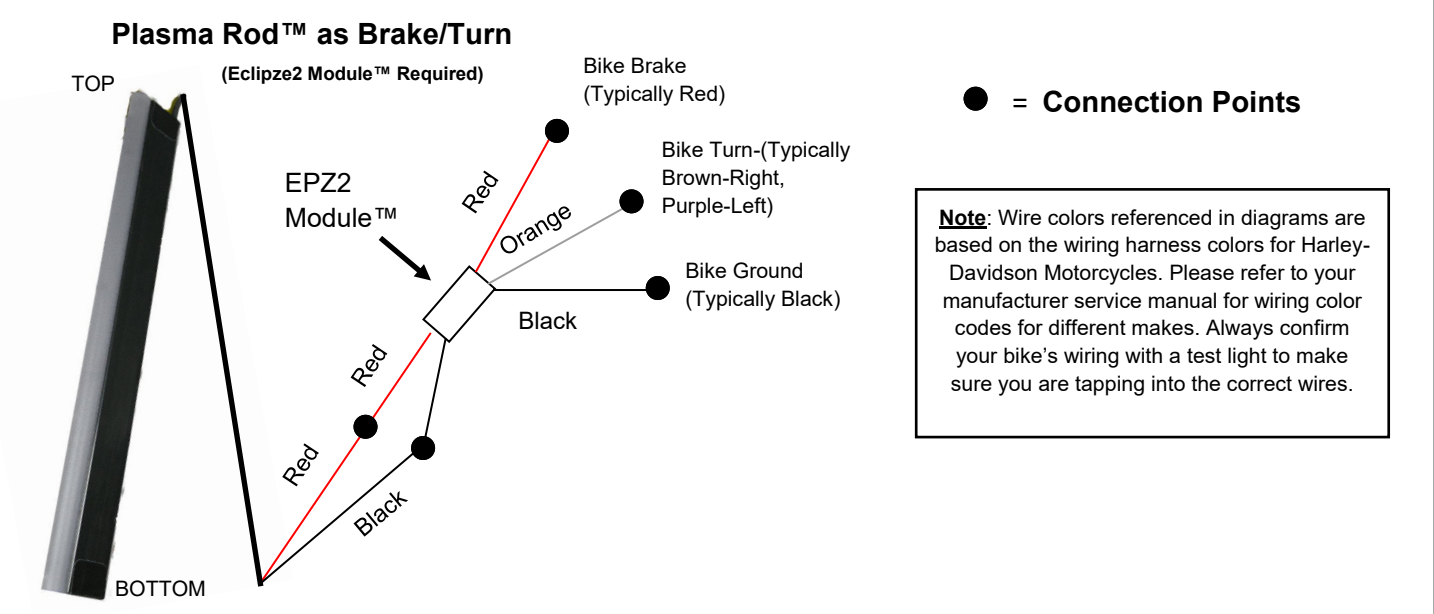 Plasma Rod™ as Brake/Turn
(Eclipze2 Module™ Required)
TOP
Bike Brake
(Typically Red)
= Connection Points
Bike Turn-(Typically
Brown-Right,
Purple-Left)
EPZ2
Module™
Red
Orange
Bike Ground
(Typically Black)
Black
Note: Wire colors referenced in diagrams are
based on the wiring harness colors for Harley-
Davidson Motorcycles. Please refer to your
manufacturer service manual for wiring color
codes for different makes. Always confirm
your bike’s wiring with a test light to make
sure you are tapping into the correct wires.
Red
Red
Black
BOTTOM